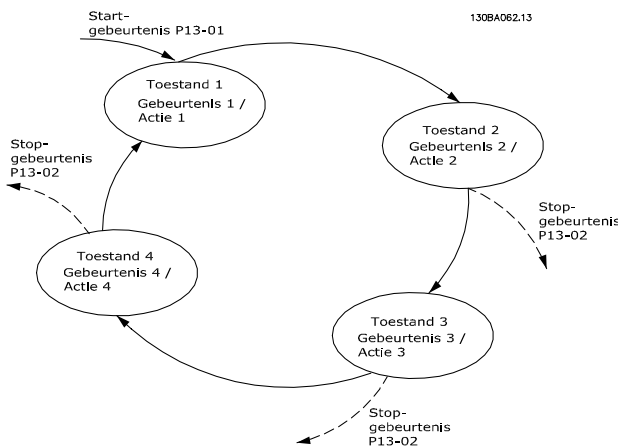 Start-
gebeurtenis P13-01
130BA062.13
Toestand 1
Gebeurtenis 1 /
Actie 1
Toestand 2
Gebeurtenis 2 /
Actie 2
Stop-
gebeurtenis
P13-02
Stop-
gebeurtenis
P13-02
Toestand 4
Gebeurtenis 4 /
Actie 4
Toestand 3
Gebeurtenis 3 /
Actie 3
Stop-
gebeurtenis
P13-02